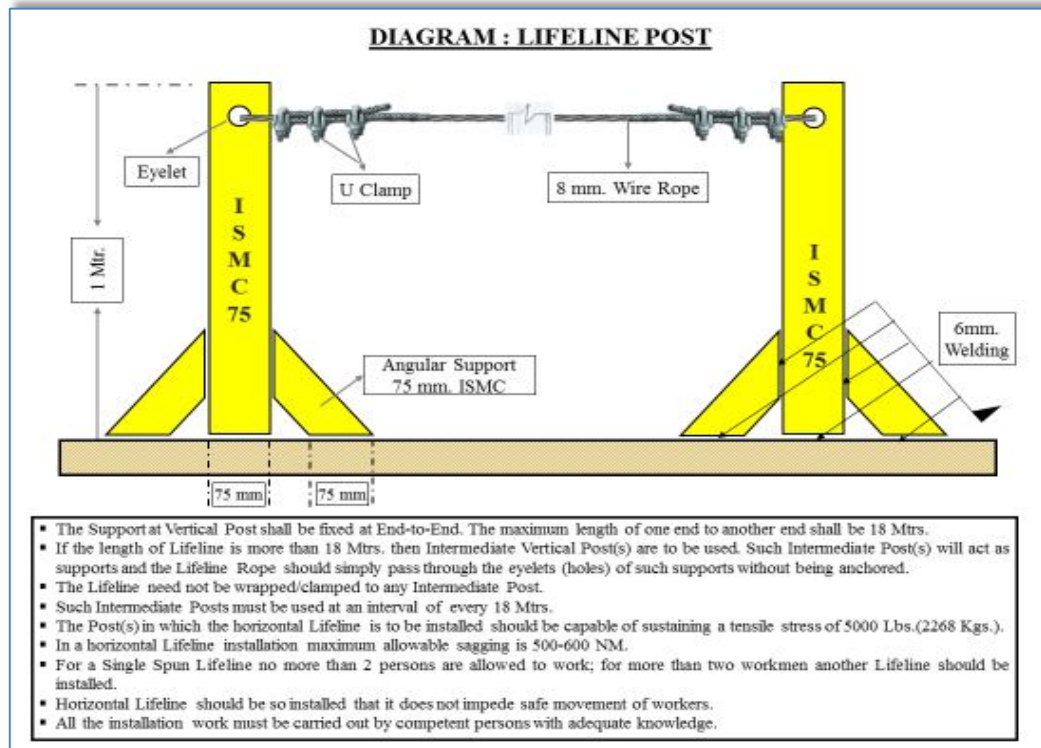 DIAGRAM : LIFELINE POST
Eyelet
U Clamp
8 mm. Wire Rope
I
S
M
C
75
I
S
M
C
75
1 Mtr.
6mm.
Welding
Angular Support
75 mm. ISMC
75 mm
75 mm
▪ The Support at Vertical Post shall be fixed at End-to-End. The maximum length of one end to another end shall be 18 Mtrs.
▪ If the length of Lifeline is more than 18 Mtrs. then Intermediate Vertical Post(s) are to be used. Such Intermediate Post(s) will act as
supports and the Lifeline Rope should simply pass through the eyelets (holes) of such supports without being anchored.
▪ The Lifeline need not be wrapped/clamped to any Intermediate Post.
▪ Such Intermediate Posts must be used at an interval of every 18 Mtrs.
▪ The Post(s) in which the horizontal Lifeline is to be installed should be capable of sustaining a tensile stress of 5000 Lbs.(2268 Kgs.).
▪ In a horizontal Lifeline installation maximum allowable sagging is 500-600 NM.
▪ For a Single Spun Lifeline no more than 2 persons are allowed to work; for more than two workmen another Lifeline should be
installed.
▪ Horizontal Lifeline should be so installed that it does not impede safe movement of workers.
▪ All the installation work must be carried out by competent persons with adequate knowledge.